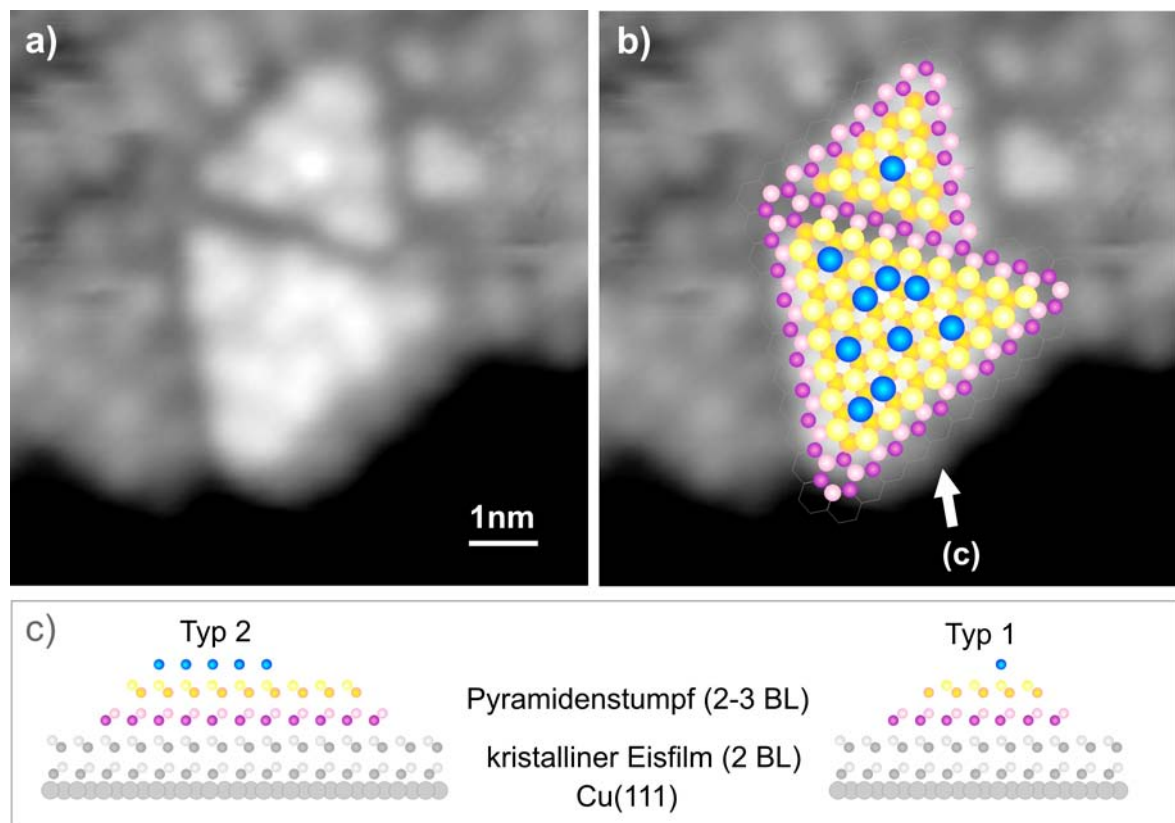 a)
b)
1nm
(c)
c)
Typ 2
Typ 1
Pyramidenstumpf (2-3 BL)
kristalliner Eisfilm (2 BL)
Cu(111)